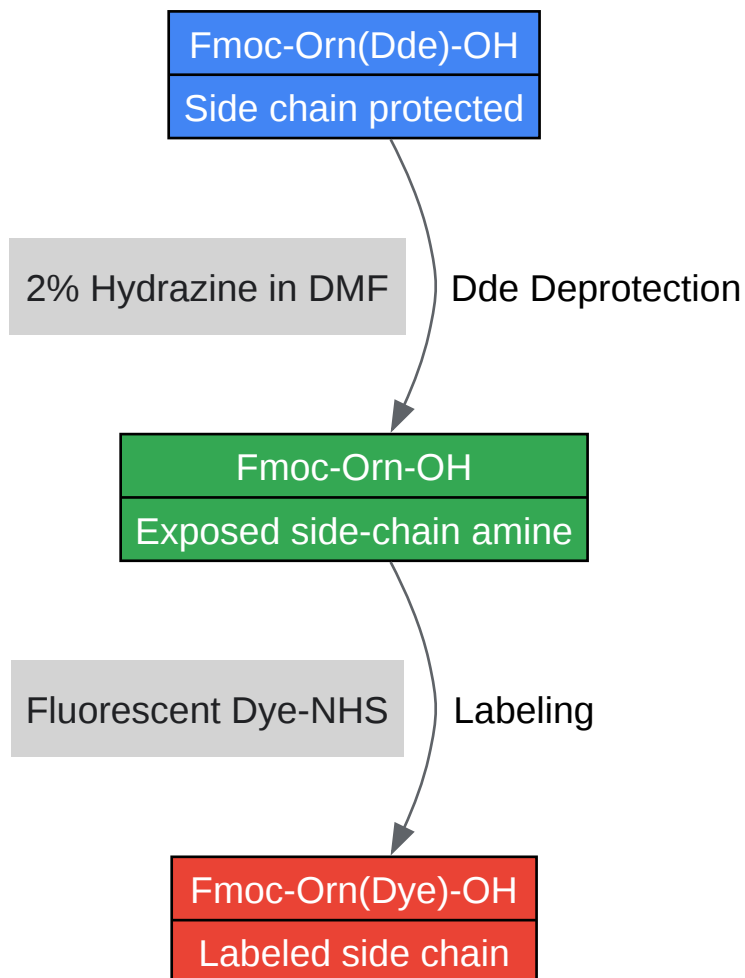 Fmoc-Orn(Dde)-OH
Side chain protected
2% Hydrazine in DMF
Dde Deprotection
Fmoc-Orn-OH
Exposed side-chain amine
Fluorescent Dye-NHS
Labeling
Fmoc-Orn(Dye)-OH
Labeled side chain